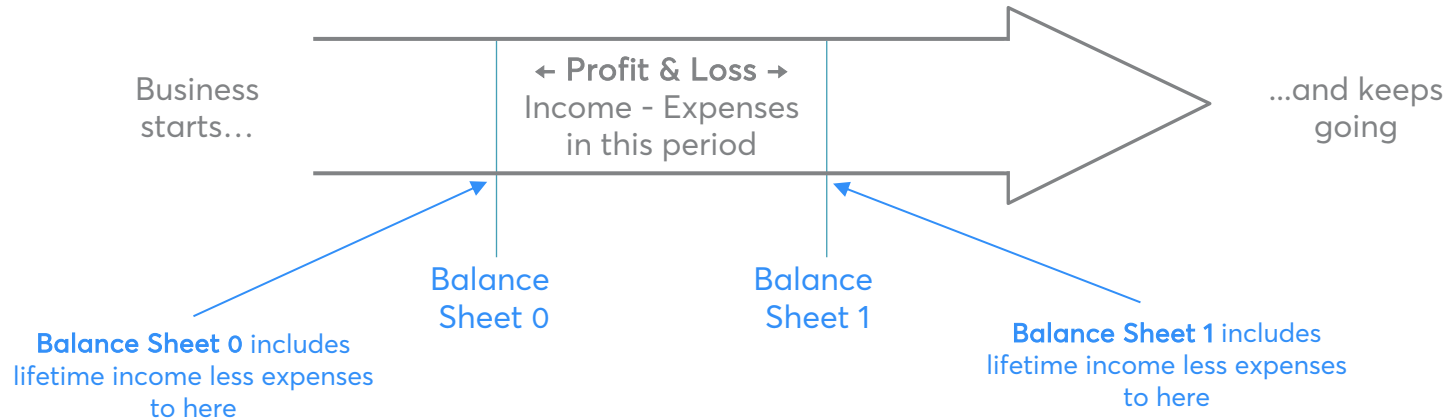 Business
starts…
← Profit & Loss →
Income - Expenses
in this period
...and keeps
going
Balance
Sheet 0
Balance
Sheet 1
Balance Sheet 0 includes
lifetime income less expenses
to here
Balance Sheet 1 includes
lifetime income less expenses
to here